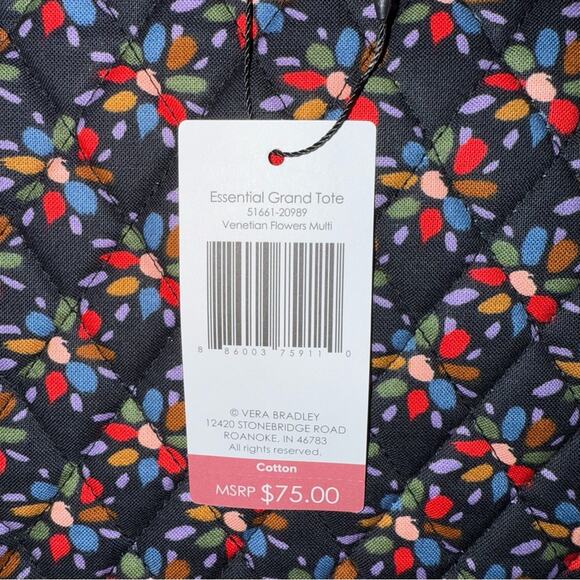 Essential Grand Tote
51661-20989
Venetian Flowers Multi
8 86003 75911 0
© VERA BRADLEY
12420 STONEBRIDGE ROAD
ROANOKE, IN 46783
All rights reserved.
Cotton
MSRP $75.00